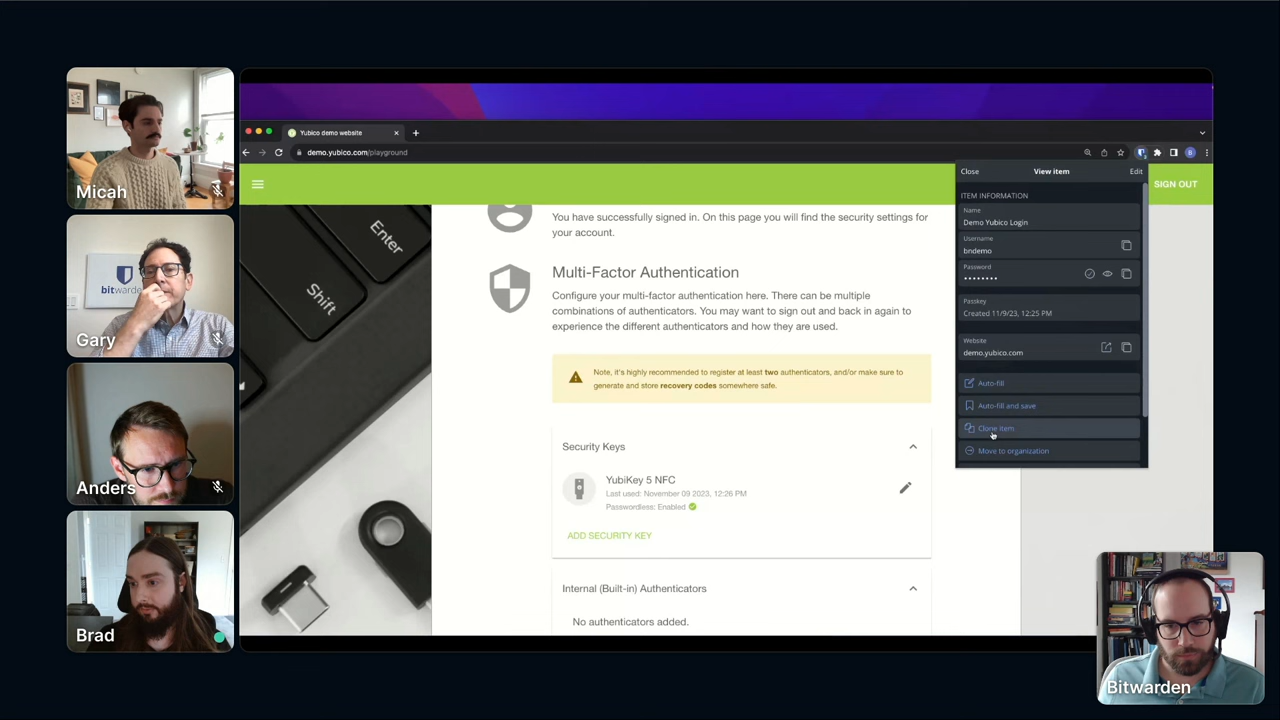 Micah
bitwarden
Gary
Anders
Brad
Bitwarden
Yubico demo website
demo.yubico.com/playground
SIGN OUT
Enter
Shift
You have successfully signed in. On this page you will find the security settings for
your account.
Multi-Factor Authentication
Configure your multi-factor authentication here. There can be multiple
combinations of authenticators. You may want to sign out and back in again to
experience the different authenticators and how they are used.
Note, it's highly recommended to register at least two authenticators, and/or make sure to
generate and store recovery codes somewhere safe.
Security Keys
YubiKey 5 NFC
Last used: November 09 2023, 12:26 PM
Passwordless: Enabled
ADD SECURITY KEY
Internal (Built-in) Authenticators
No authenticators added.
Close View item Edit
ITEM INFORMATION
Name
Demo Yubico Login
Username
bndemo
Password
••••••••
Passkey
Created 11/9/23, 12:25 PM
Website
demo.yubico.com
Auto-fill
Auto-fill and save
Clone item
Move to organization